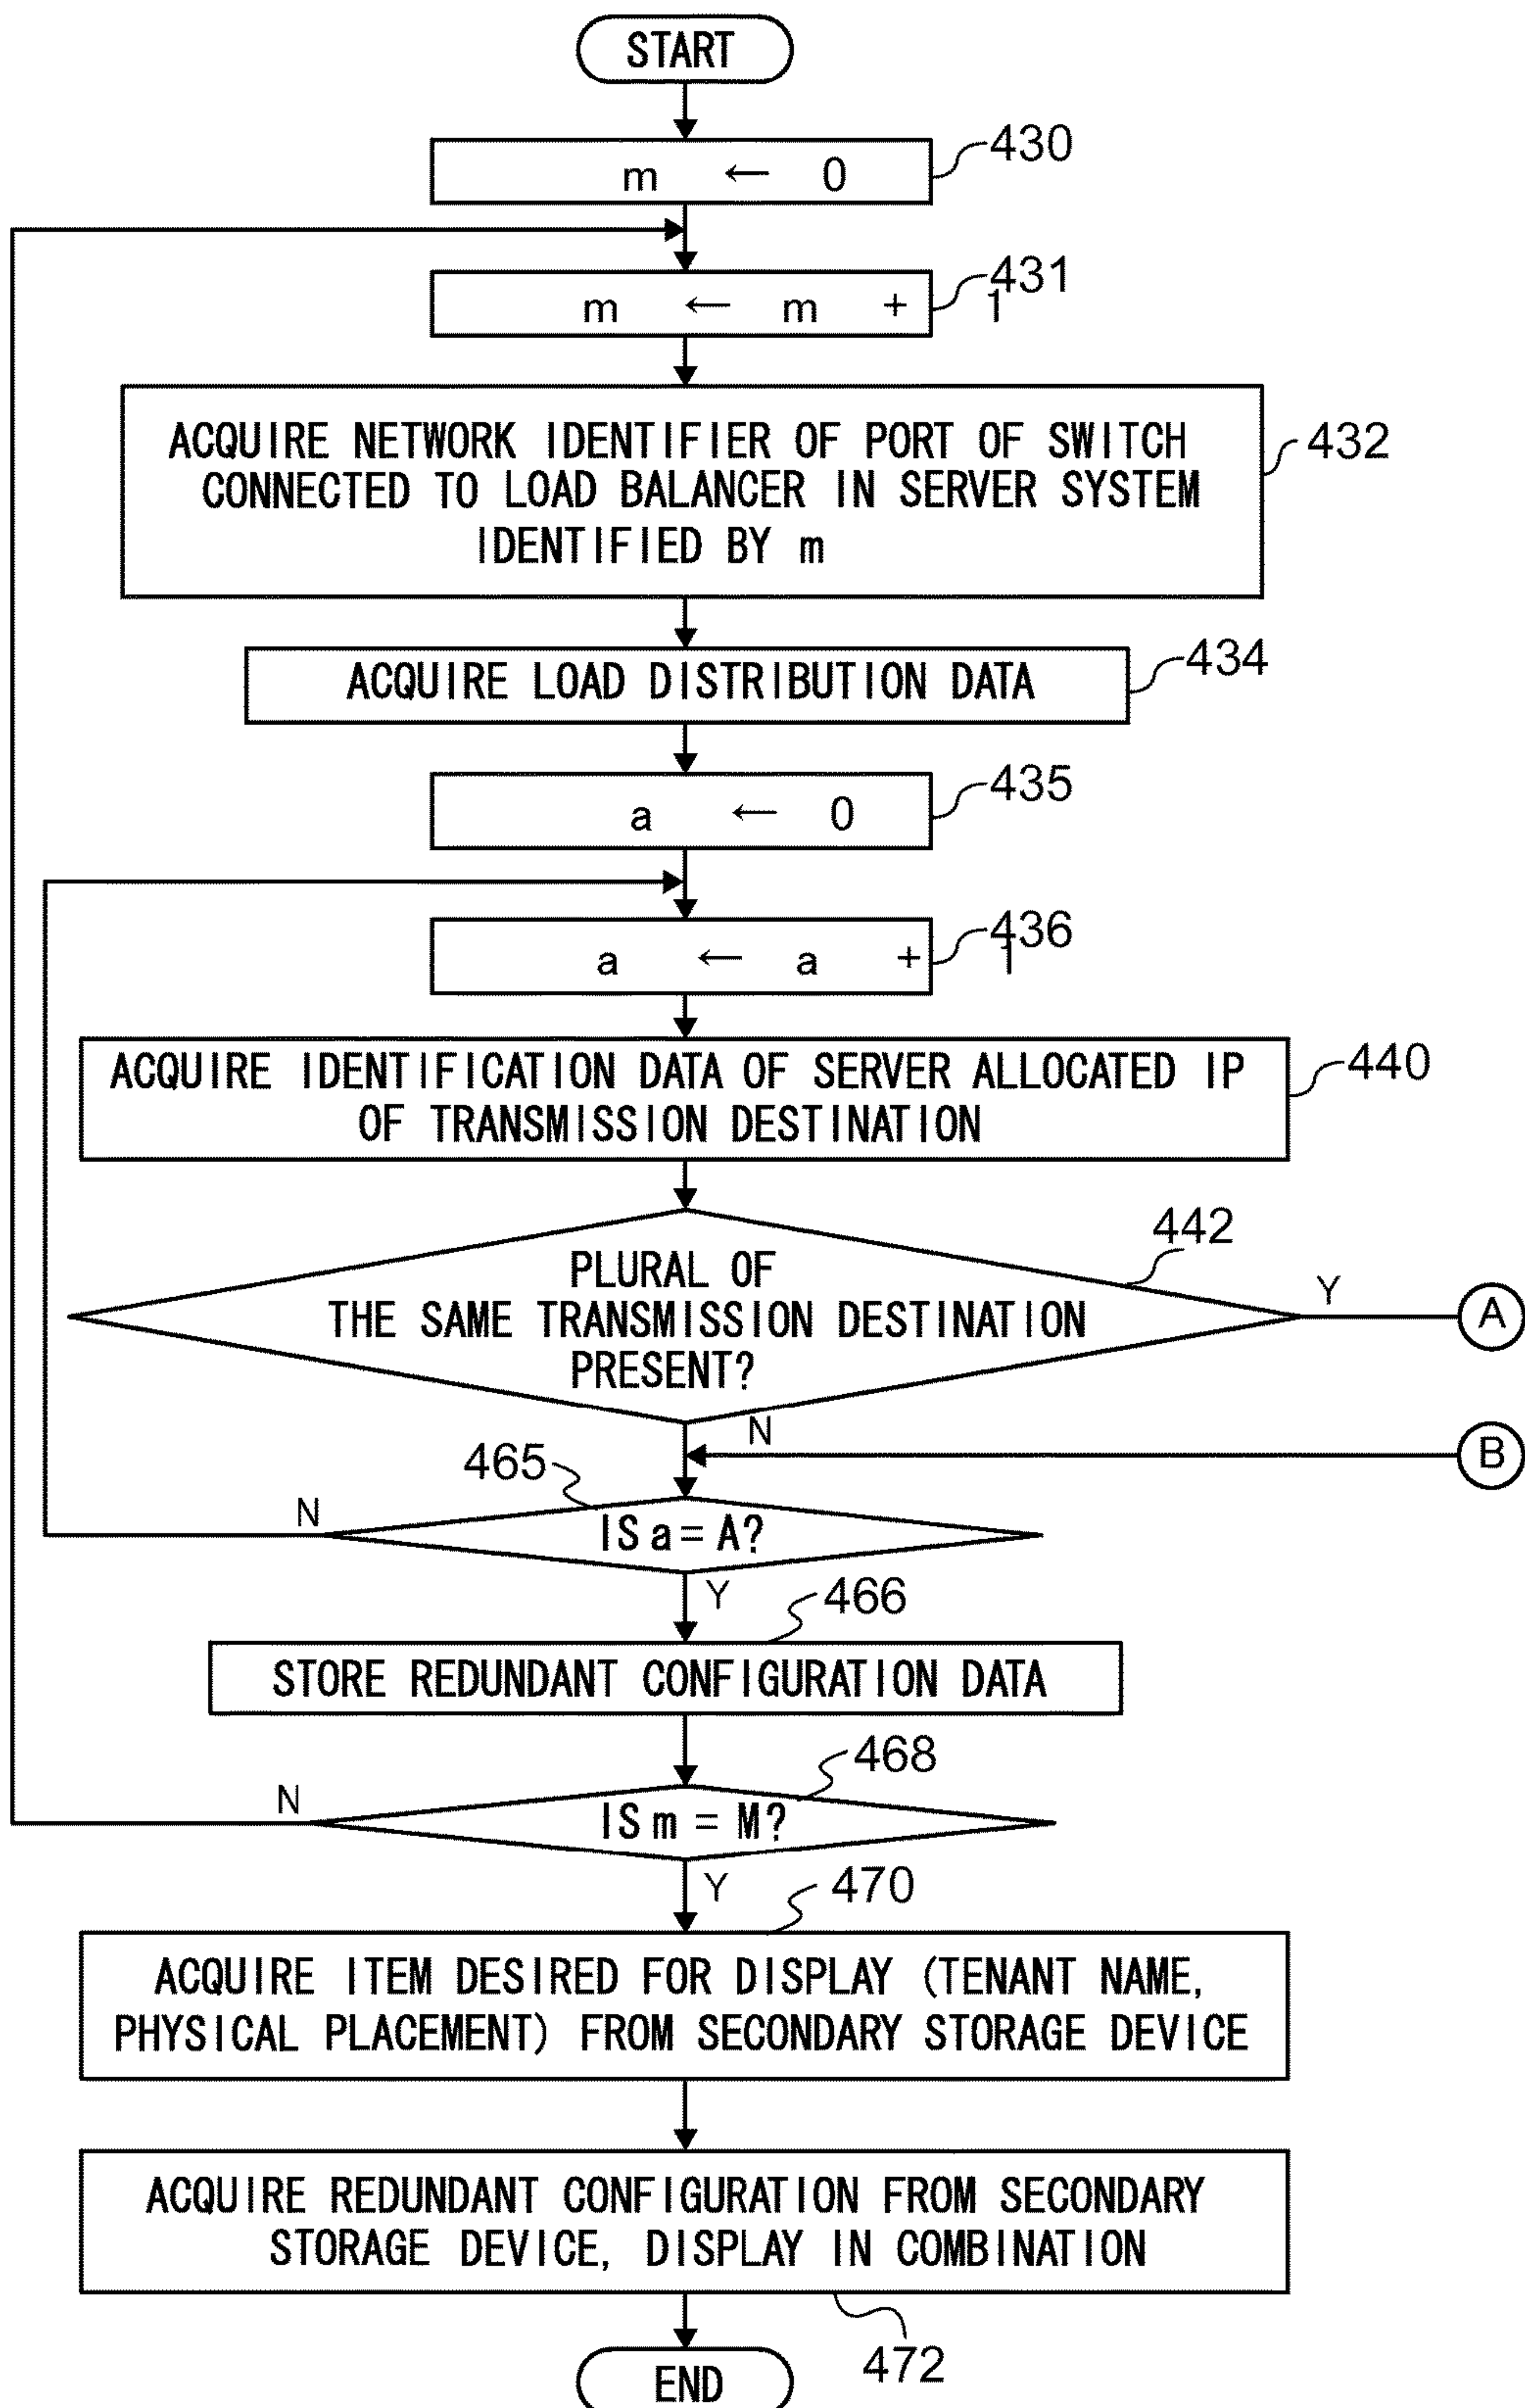 START
430
m ← 0
431
m ← m + 1
ACQUIRE NETWORK IDENTIFIER OF PORT OF SWITCH
CONNECTED TO LOAD BALANCER IN SERVER SYSTEM
IDENTIFIED BY m
432
ACQUIRE LOAD DISTRIBUTION DATA
434
435
a ← 0
436
a ← a + 1
ACQUIRE IDENTIFICATION DATA OF SERVER ALLOCATED IP
OF TRANSMISSION DESTINATION
440
442
PLURAL OF
THE SAME TRANSMISSION DESTINATION
PRESENT?
Y
A
N
B
465
N
IS a = A?
Y
466
STORE REDUNDANT CONFIGURATION DATA
468
N
IS m = M?
Y
470
ACQUIRE ITEM DESIRED FOR DISPLAY (TENANT NAME,
PHYSICAL PLACEMENT) FROM SECONDARY STORAGE DEVICE
ACQUIRE REDUNDANT CONFIGURATION FROM SECONDARY
STORAGE DEVICE, DISPLAY IN COMBINATION
472
END